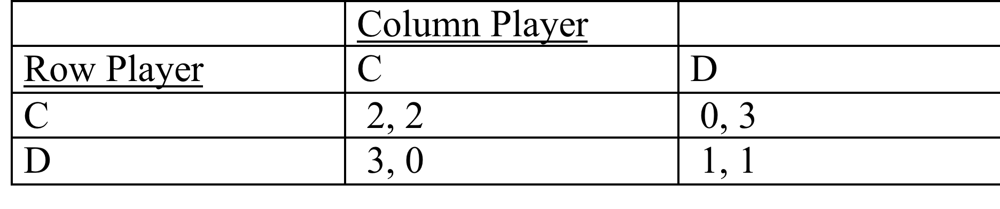 Column Player
Row Player C D
C 2, 2 0, 3
D 3, 0 1, 1